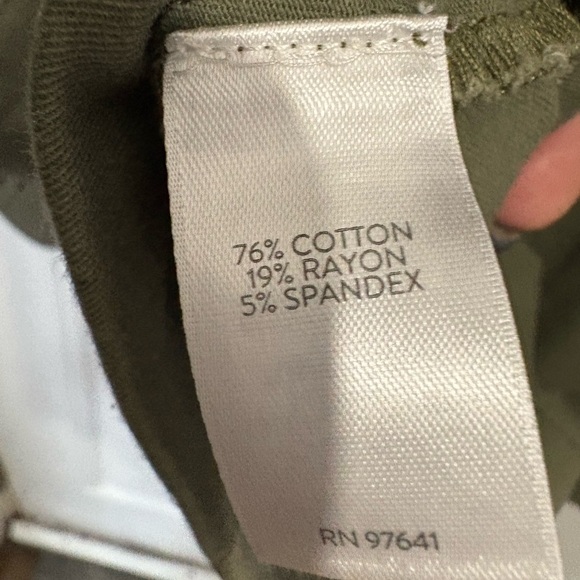 76% COTTON
19% RAYON
5% SPANDEX
RN 97641